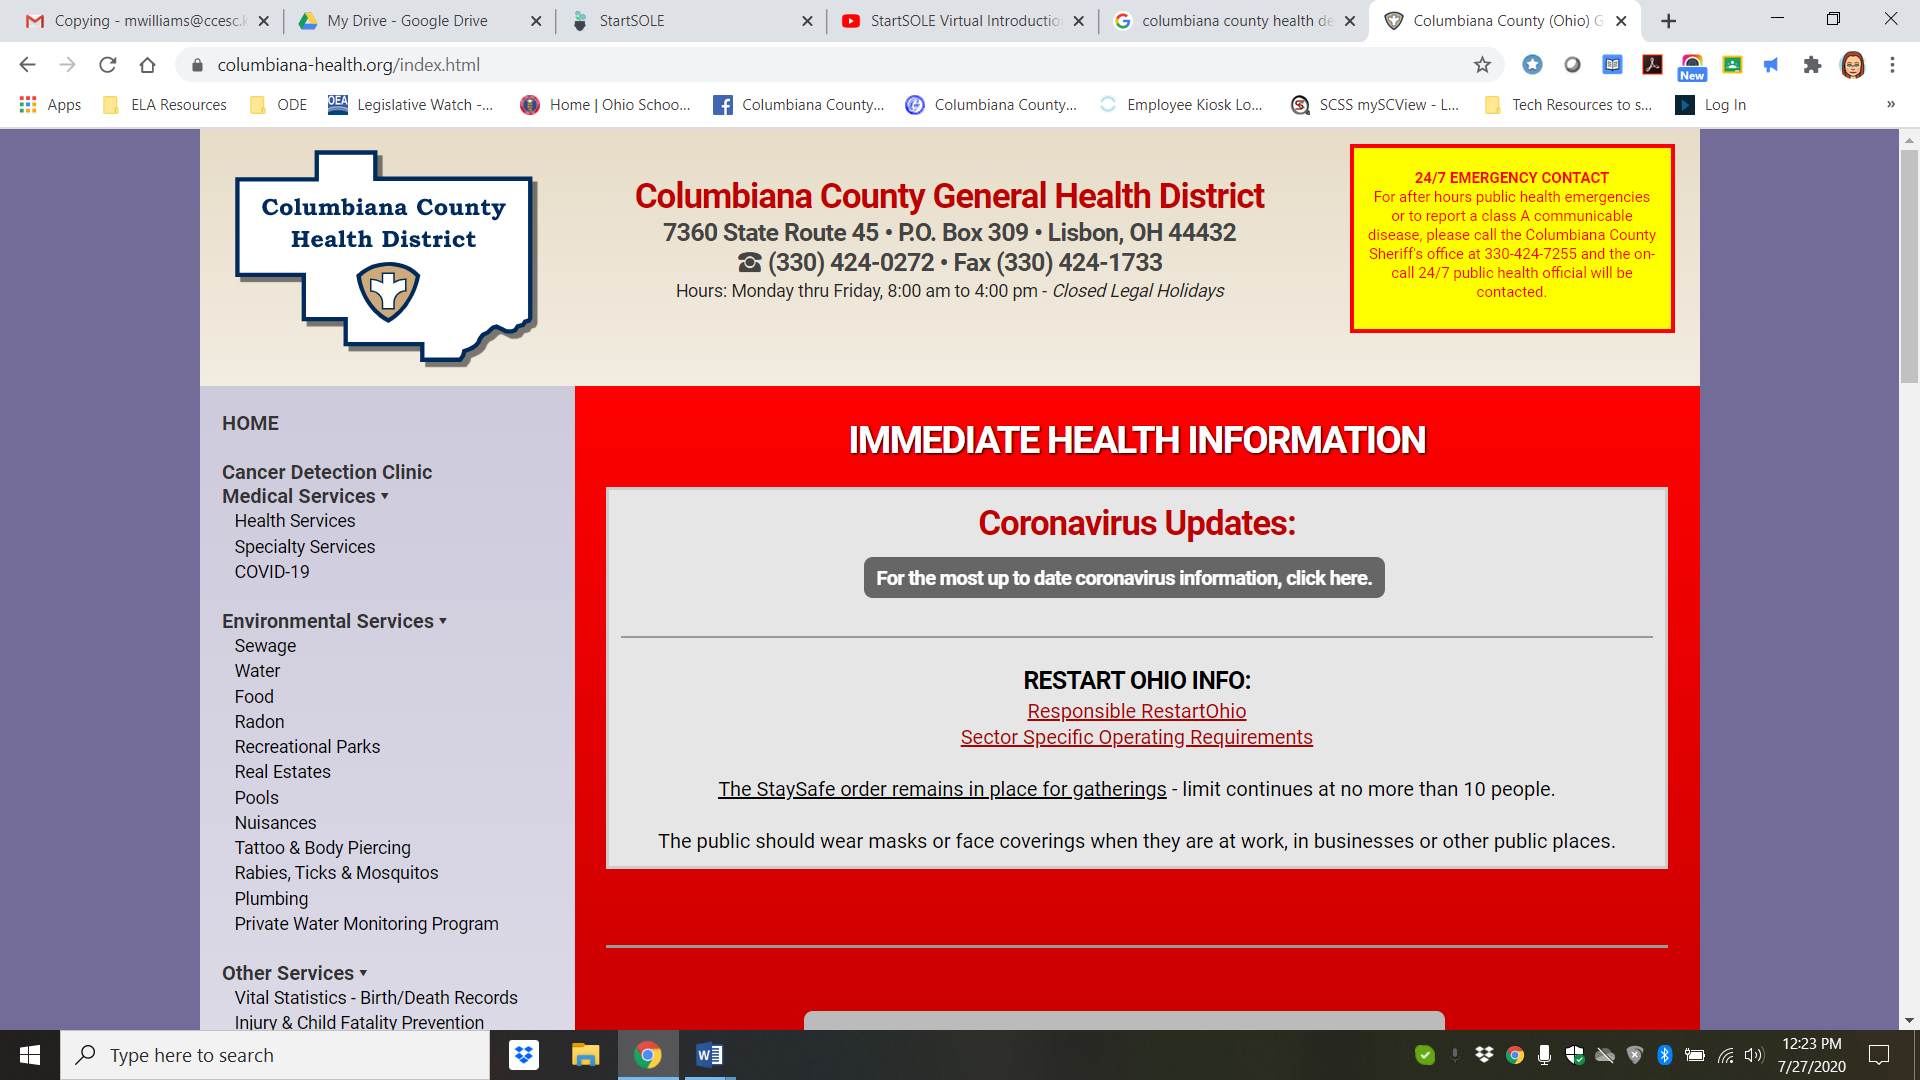 Copying - mwilliams@ccesc.k
My Drive - Google Drive
StartSOLE
StartSOLE Virtual Introductio
columbiana county health de
Columbiana County (Ohio) G
columbiana-health.org/index.html
New
Apps
ELA Resources
ODE
OEA
Legislative Watch -...
Home | Ohio Schoo...
Columbiana County...
Columbiana County...
Employee Kiosk Lo...
SCSS mySCView - L...
Tech Resources to s...
Log In
»
Columbiana County
Health District
Columbiana County General Health District
7360 State Route 45 • P.O. Box 309 • Lisbon, OH 44432
☎ (330) 424-0272 • Fax (330) 424-1733
Hours: Monday thru Friday, 8:00 am to 4:00 pm - Closed Legal Holidays
24/7 EMERGENCY CONTACT
For after hours public health emergencies
or to report a class A communicable
disease, please call the Columbiana County
Sheriff's office at 330-424-7255 and the on-
call 24/7 public health official will be
contacted.
HOME
Cancer Detection Clinic
Medical Services ▾
Health Services
Specialty Services
COVID-19
Environmental Services ▾
Sewage
Water
Food
Radon
Recreational Parks
Real Estates
Pools
Nuisances
Tattoo & Body Piercing
Rabies, Ticks & Mosquitos
Plumbing
Private Water Monitoring Program
Other Services ▾
Vital Statistics - Birth/Death Records
Injury & Child Fatality Prevention
IMMEDIATE HEALTH INFORMATION
Coronavirus Updates:
For the most up to date coronavirus information, click here.
RESTART OHIO INFO:
Responsible RestartOhio
Sector Specific Operating Requirements
The StaySafe order remains in place for gatherings - limit continues at no more than 10 people.
The public should wear masks or face coverings when they are at work, in businesses or other public places.
Type here to search
12:23 PM
7/27/2020